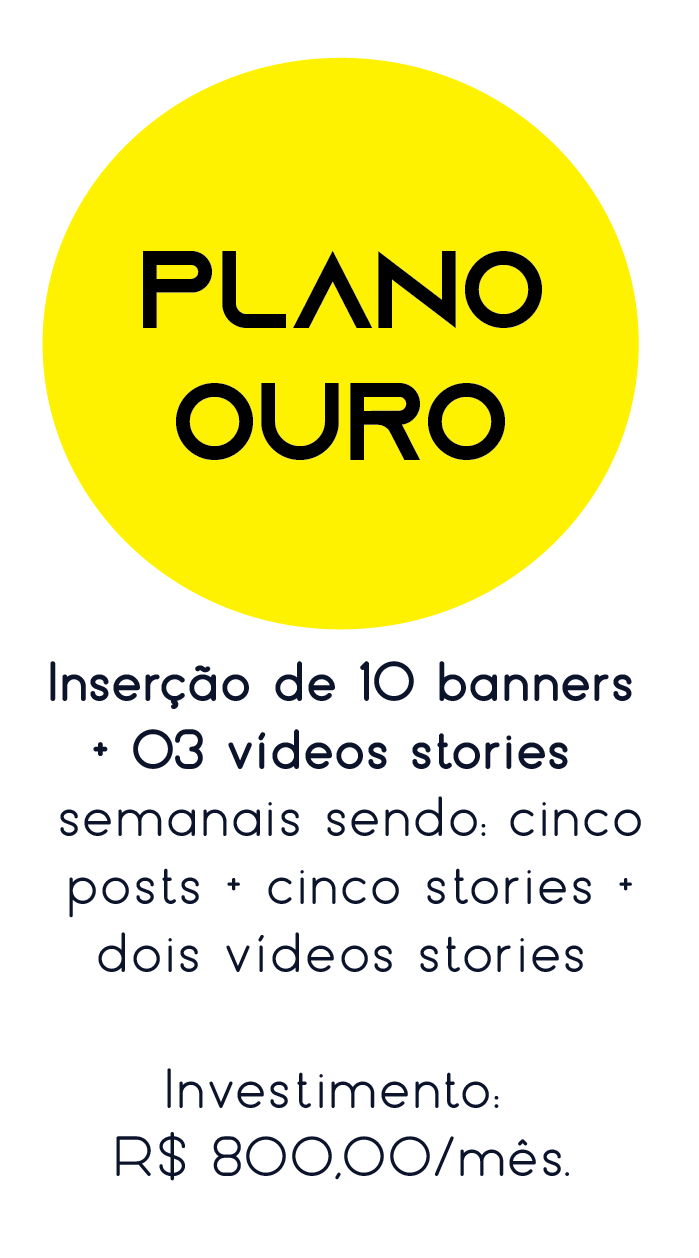 PLANO
OURO
Inserção de 10 banners
+ 03 vídeos stories
semanais sendo: cinco
posts + cinco stories +
dois vídeos stories
Investimento:
R$ 800,00/mês.